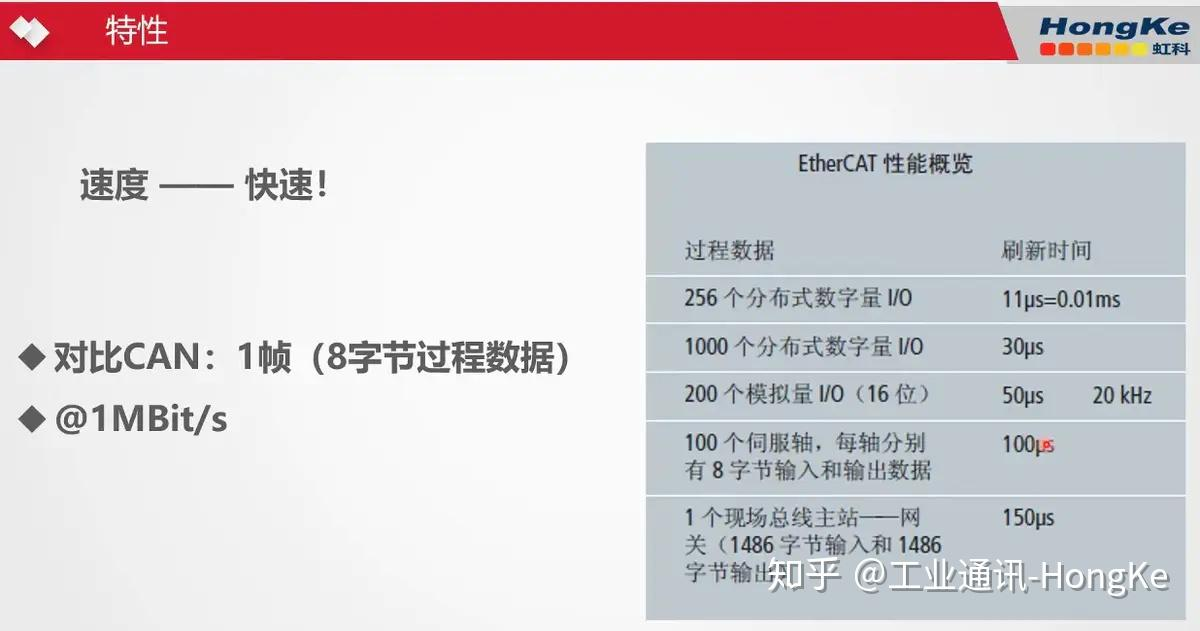 特性
HongKe
虹科
速度 —— 快速!
◆ 对比CAN：1帧（8字节过程数据）
◆ @1MBit/s
EtherCAT 性能概览
过程数据 刷新时间
256 个分布式数字量 I/O 11µs=0.01ms
1000 个分布式数字量 I/O 30µs
200 个模拟量 I/O（16 位） 50µs 20 kHz
100 个伺服轴，每轴分别 100µs
有 8 字节输入和输出数据
1 个现场总线主站——网 150µs
关（1486 字节输入和 1486
字节输出
知乎 @工业通讯-HongKe